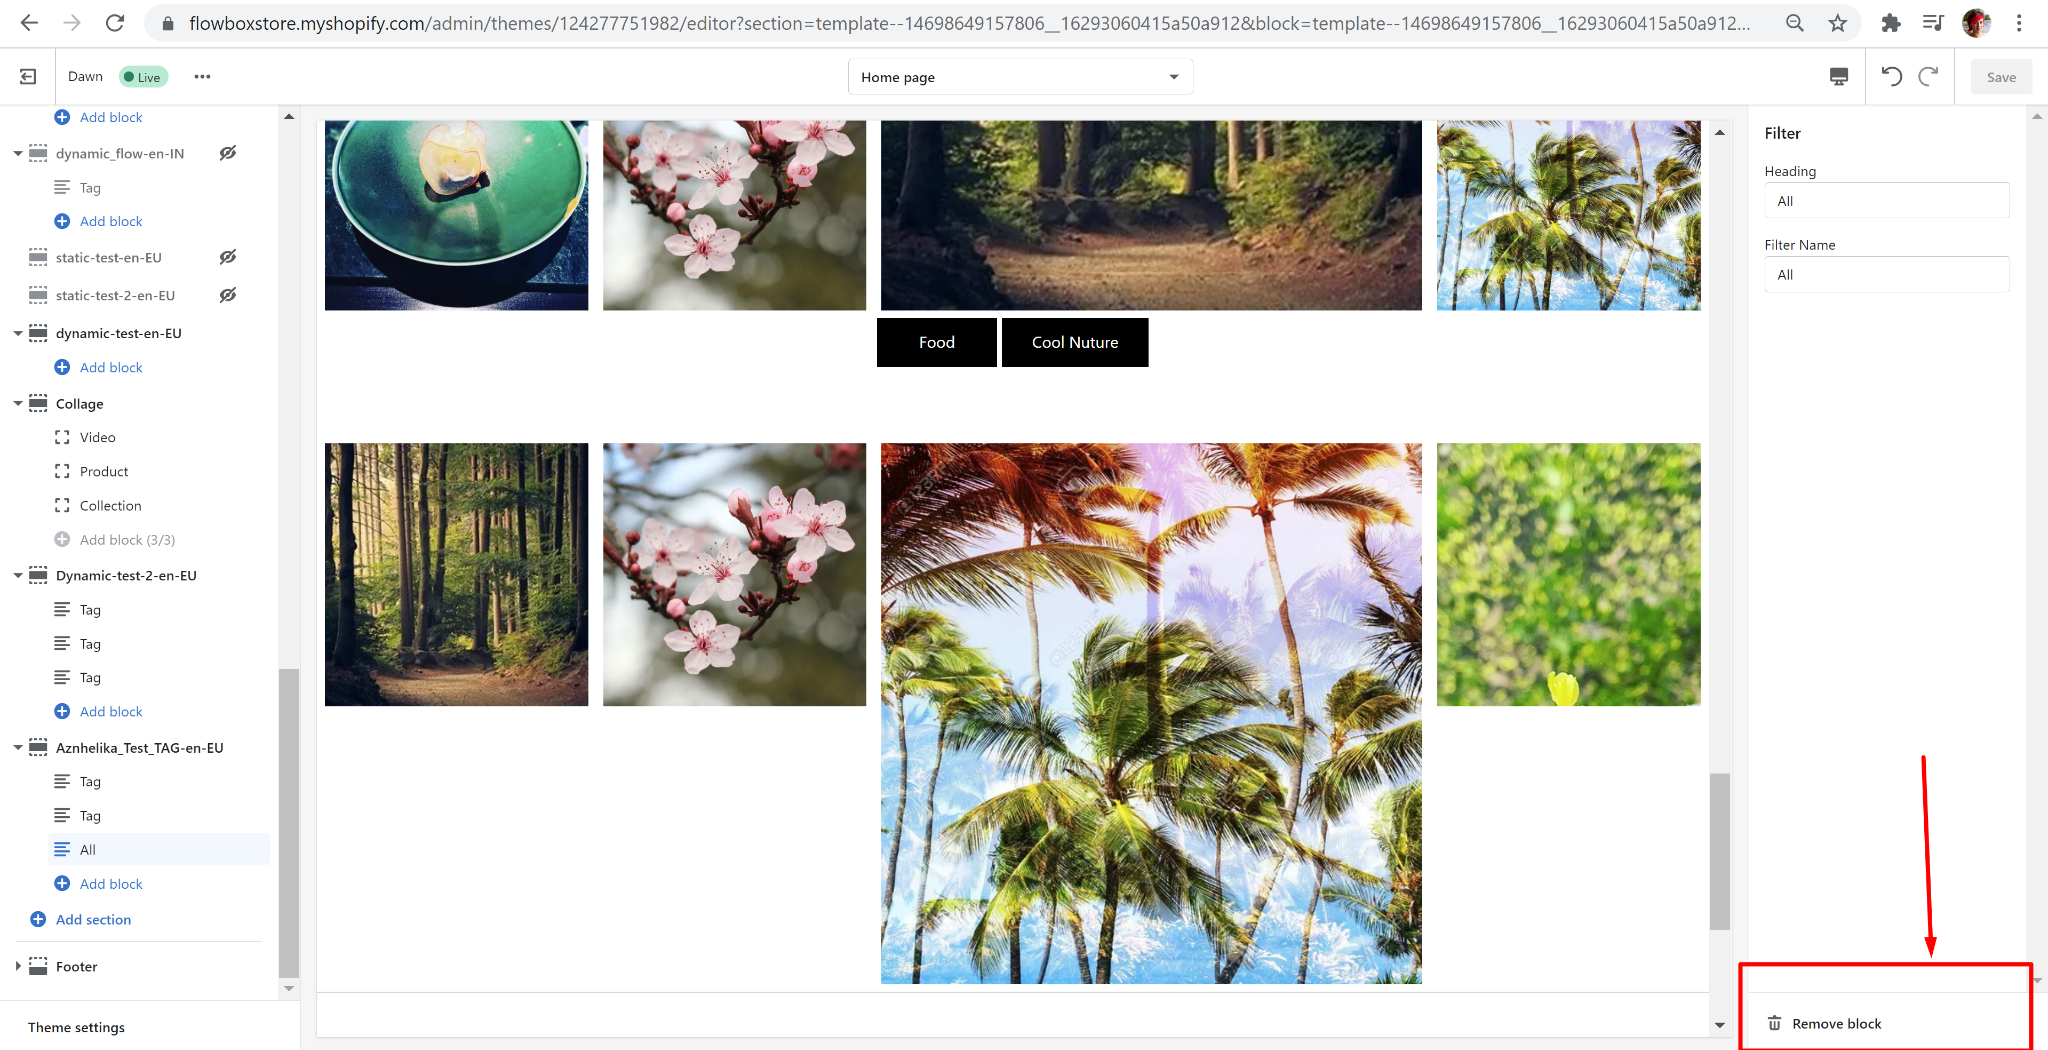 flowboxstore.myshopify.com/admin/themes/124277751982/editor?section=template--14698649157806__16293060415a50a912&block=template--14698649157806__16293060415a50a912...
Dawn
Live
Home page
Save
Add block
dynamic_flow-en-IN
Tag
Add block
static-test-en-EU
static-test-2-en-EU
dynamic-test-en-EU
Add block
Collage
Video
Product
Collection
Add block (3/3)
Dynamic-test-2-en-EU
Tag
Tag
Tag
Add block
Aznhelika_Test_TAG-en-EU
Tag
Tag
All
Add block
Add section
Footer
Theme settings
Food
Cool Nuture
Filter
Heading
All
Filter Name
All
Remove block